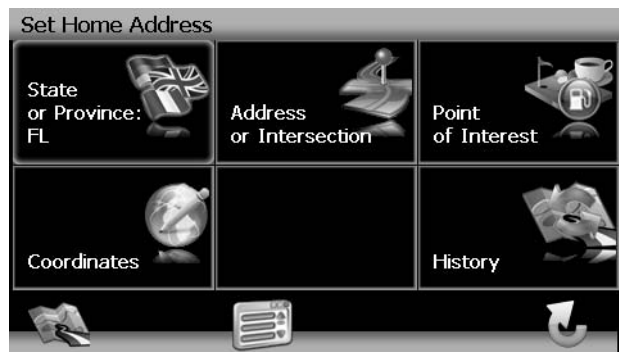 Set Home Address
State
or Province:
FL
Address
or Intersection
Point
of Interest
Coordinates
History